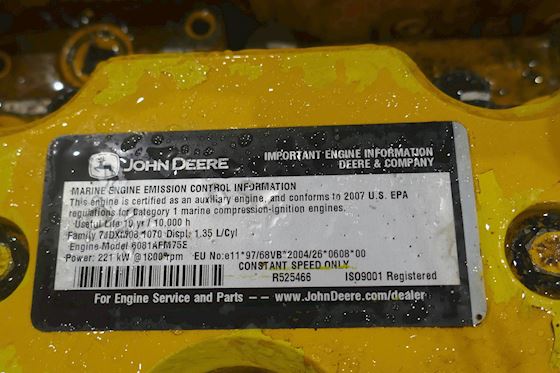 JOHN DEERE
IMPORTANT ENGINE INFORMATION
DEERE & COMPANY
MARINE ENGINE EMISSION CONTROL INFORMATION
This engine is certified as an auxiliary engine, and conforms to 2007 U.S. EPA
regulations for Category 1 marine compression-ignition engines.
Useful Life 10 yr / 10,000 h
Family Displ. 1.35 L/Cyl
Engine Model 6081AFM75E
Power: 221 kW @ 1800 rpm EU No:e11*97/68VB*2004/26*0608*00
CONSTANT SPEED ONLY
R525466 ISO9001 Registered
For Engine Service and Parts -- www.JohnDeere.com/dealer